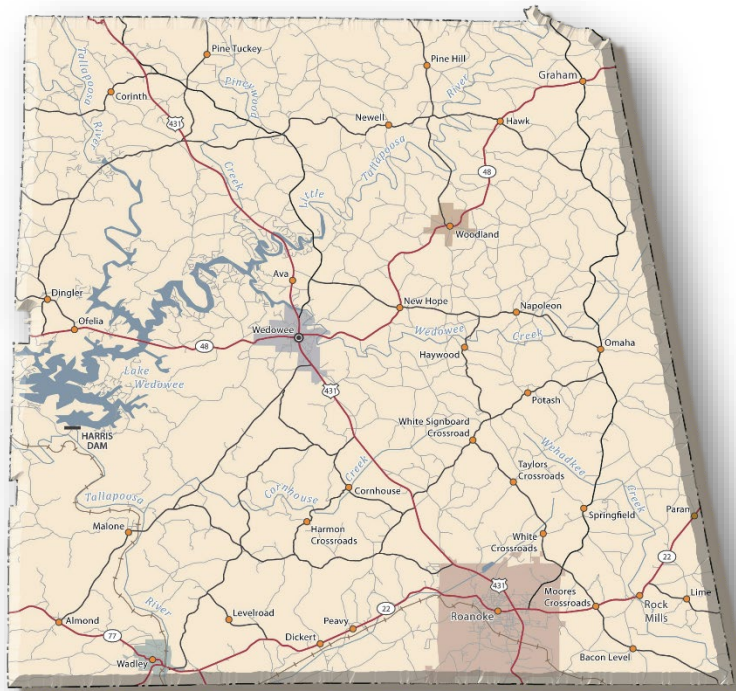 Pine Tuckey
Pine Hill
Graham
Tallapoosa
River
Corinth
Pineywood
Creek
431
Newell
River
Hawk
Tallapoosa
Little
48
Woodland
Ava
Dingler
Ofelia
New Hope
Napoleon
Wedowee
Wedowee
Creek
Omaha
48
Haywood
Lake
Wedowee
431
Potash
White Signboard
Crossroad
HARRIS
DAM
Wehadkee
Creek
Taylors
Crossroads
Cornhouse
Creek
Cornhouse
Tallapoosa
River
Malone
Harmon
Crossroads
Springfield
Paran
White
Crossroads
22
431
Moores
Crossroads
Lime
Rock
Mills
Roanoke
22
Levelroad
Peavy
Dickert
Almond
77
Wadley
Bacon Level